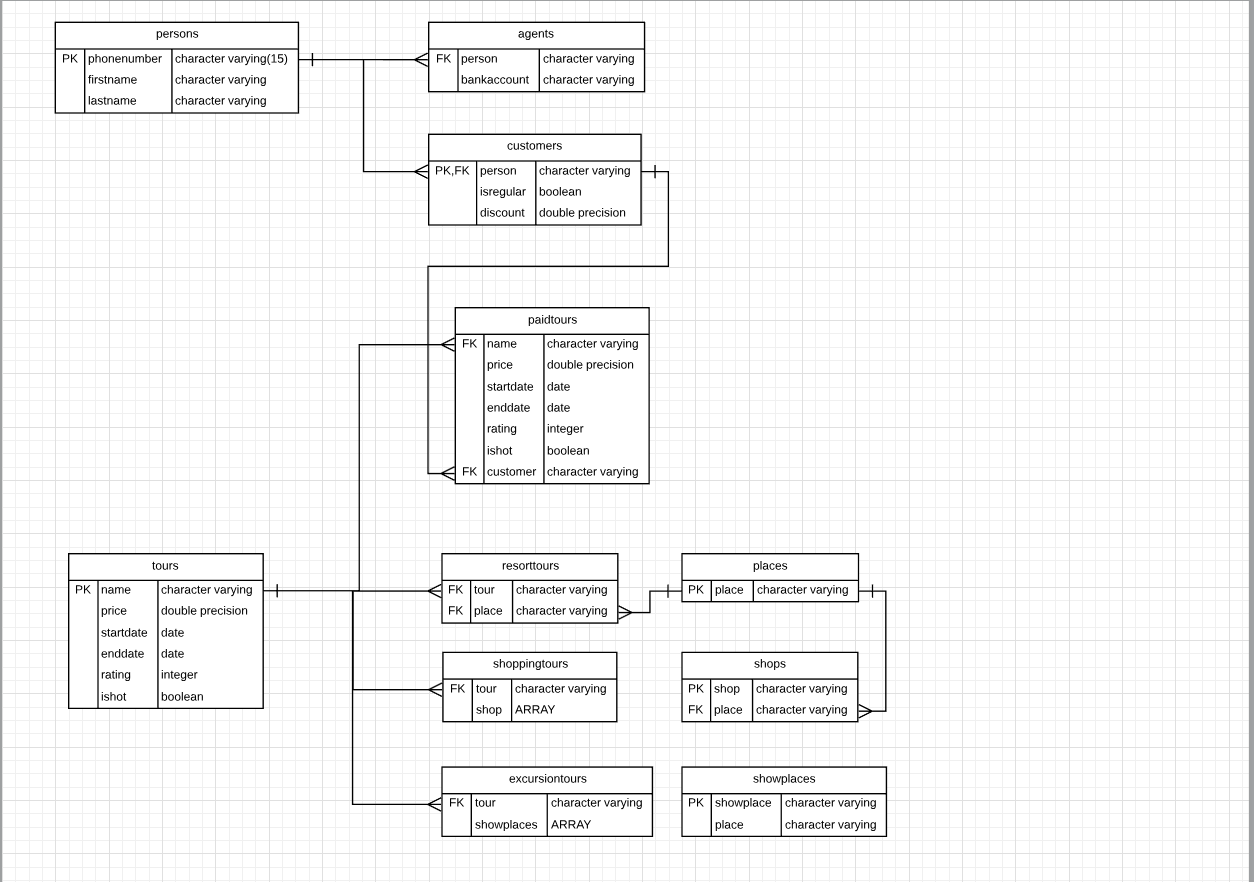 persons
PK phonenumber character varying(15)
firstname character varying
lastname character varying
agents
FK person character varying
bankaccount character varying
customers
PK,FK person character varying
isregular boolean
discount double precision
paidtours
FK name character varying
price double precision
startdate date
enddate date
rating integer
ishot boolean
FK customer character varying
tours
PK name character varying
price double precision
startdate date
enddate date
rating integer
ishot boolean
resorttours
FK tour character varying
FK place character varying
places
PK place character varying
shoppingtours
FK tour character varying
shop ARRAY
shops
PK shop character varying
FK place character varying
excursiontours
FK tour character varying
showplaces ARRAY
showplaces
PK showplace character varying
place character varying